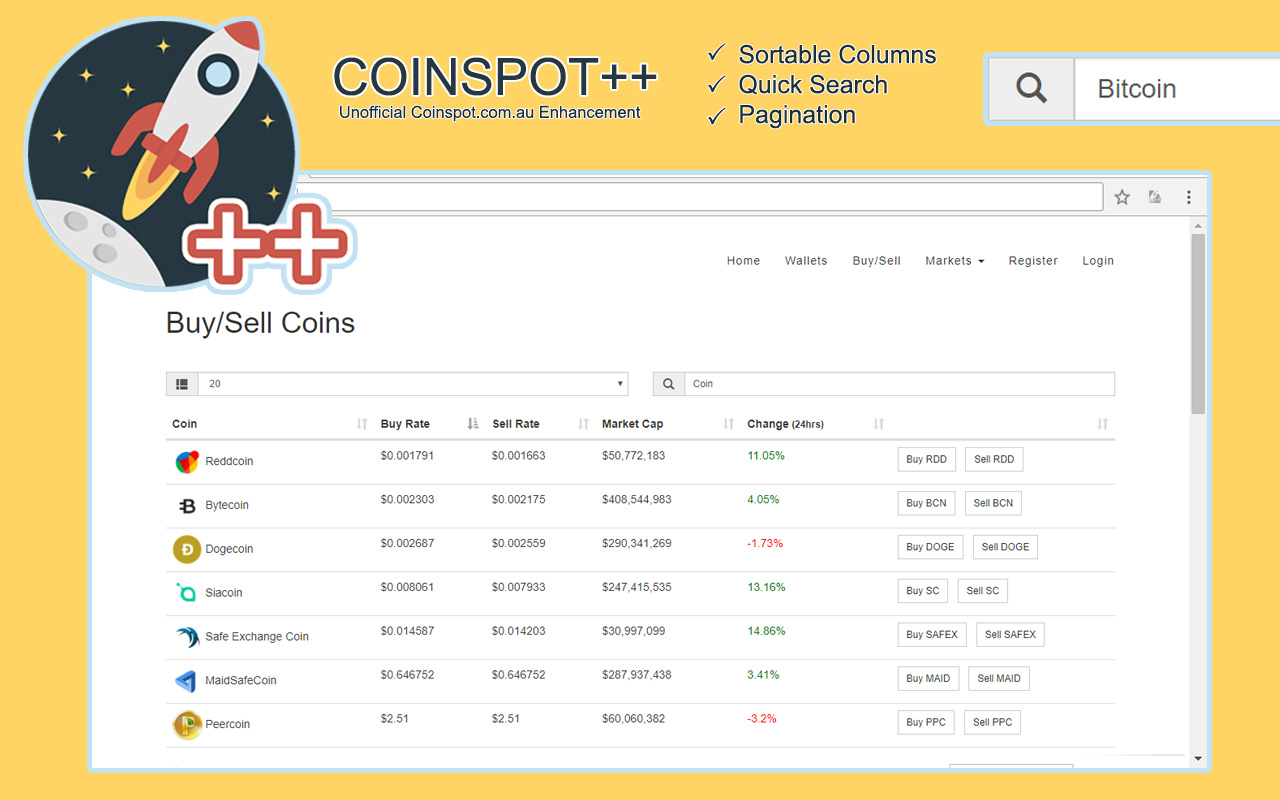 COINSPOT++
Unofficial Coinspot.com.au Enhancement
✓ Sortable Columns
✓ Quick Search
✓ Pagination
Bitcoin
++
Home Wallets Buy/Sell Markets Register Login
Buy/Sell Coins
20 Coin
Coin Buy Rate Sell Rate Market Cap Change (24hrs)
Reddcoin $0.001791 $0.001663 $50,772,183 11.05% Buy RDD Sell RDD
Bytecoin $0.002303 $0.002175 $408,544,983 4.05% Buy BCN Sell BCN
Dogecoin $0.002687 $0.002559 $290,341,269 -1.73% Buy DOGE Sell DOGE
Siacoin $0.008061 $0.007933 $247,415,535 13.16% Buy SC Sell SC
Safe Exchange Coin $0.014587 $0.014203 $30,997,099 14.86% Buy SAFEX Sell SAFEX
MaidSafeCoin $0.646752 $0.646752 $287,937,438 3.41% Buy MAID Sell MAID
Peercoin $2.51 $2.51 $60,060,382 -3.2% Buy PPC Sell PPC